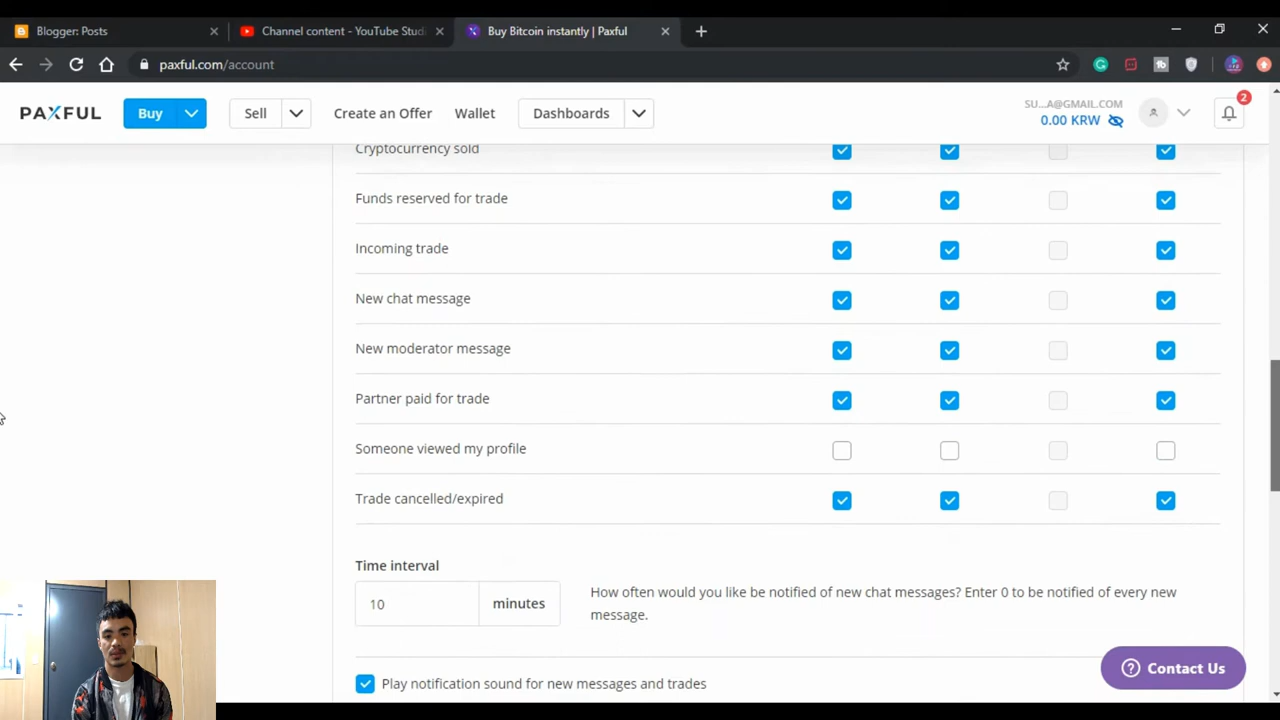 Blogger: Posts
Channel content - YouTube Stud
Buy Bitcoin instantly | Paxful
paxful.com/account
PAXFUL
Buy
Sell
Create an Offer
Wallet
Dashboards
SU...A@GMAIL.COM
0.00 KRW
2
Cryptocurrency sold
Funds reserved for trade
Incoming trade
New chat message
New moderator message
Partner paid for trade
Someone viewed my profile
Trade cancelled/expired
Time interval
10
minutes
How often would you like be notified of new chat messages? Enter 0 to be notified of every new
message.
Play notification sound for new messages and trades
Contact Us